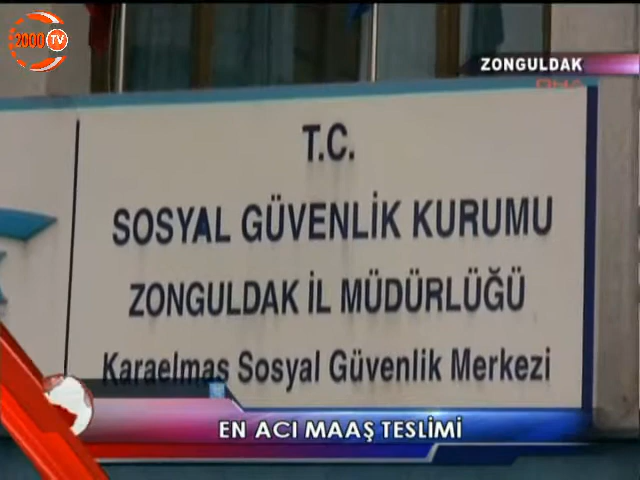 2000 TV
ZONGULDAK
T.C.
SOSYAL GÜVENLİK KURUMU
ZONGULDAK İL MÜDÜRLÜĞÜ
Karaelmas Sosyal Güvenlik Merkezi
EN ACI MAAŞ TESLİMİ